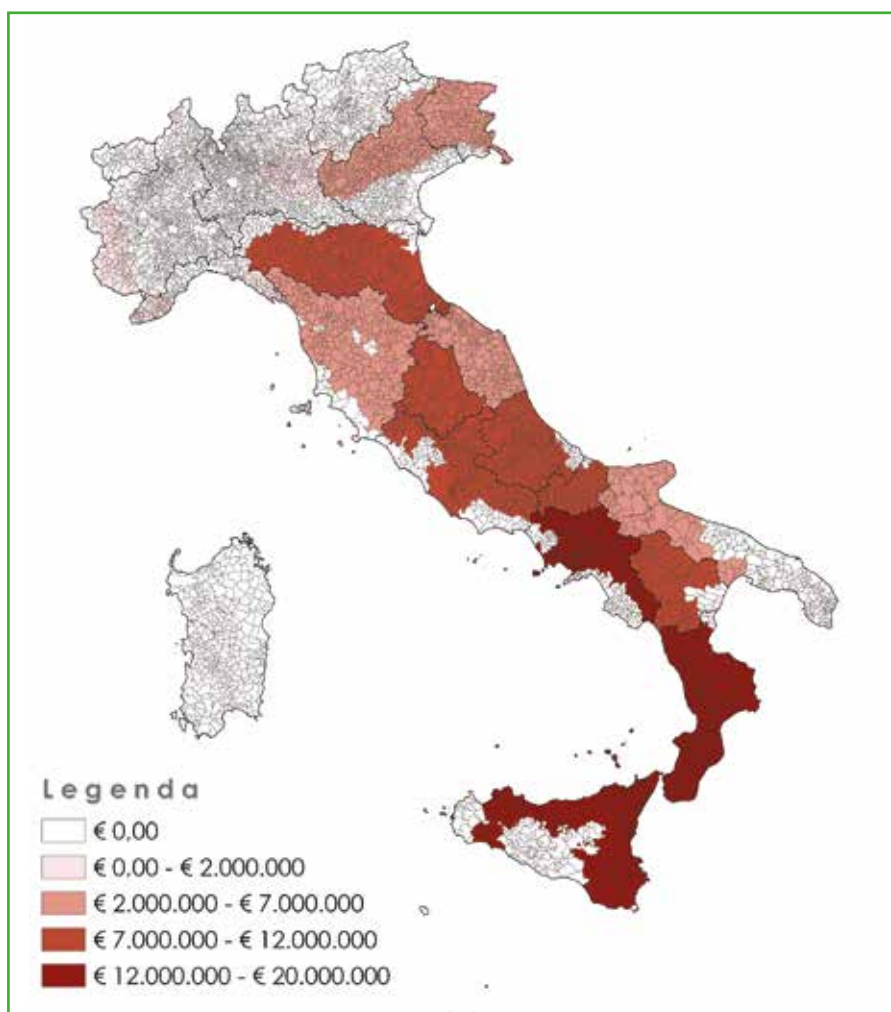 Legenda
€ 0,00
€ 0,00 - € 2.000.000
€ 2.000.000 - € 7.000.000
€ 7.000.000 - € 12.000.000
€ 12.000.000 - € 20.000.000